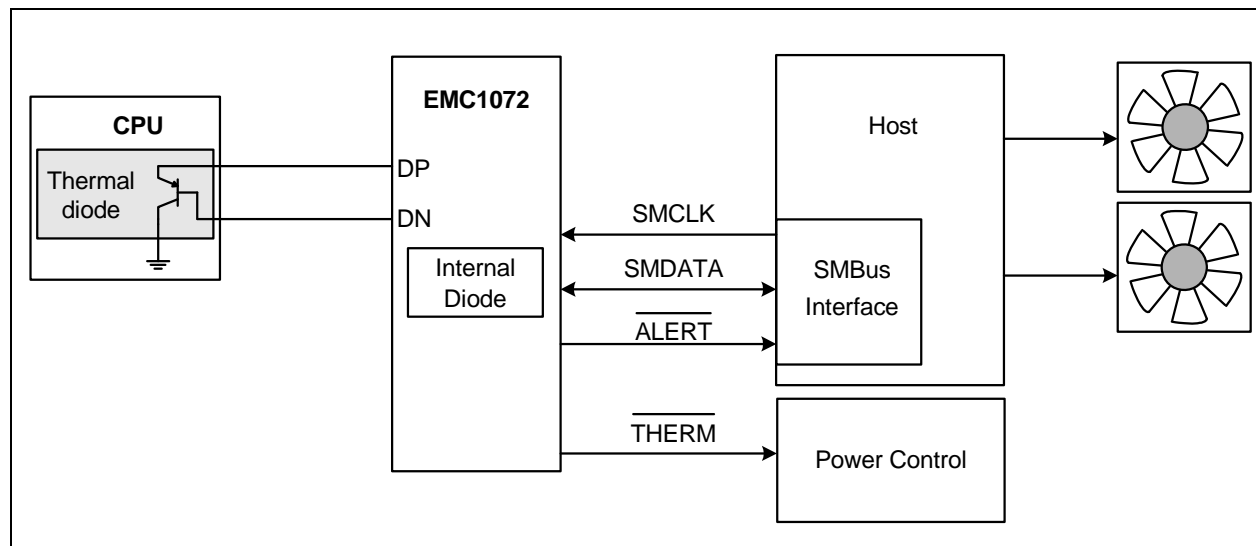 CPU
Thermal
diode
EMC1072
DP
DN
Internal
Diode
SMCLK
SMDATA
ALERT
THERM
Host
SMBus
Interface
Power Control